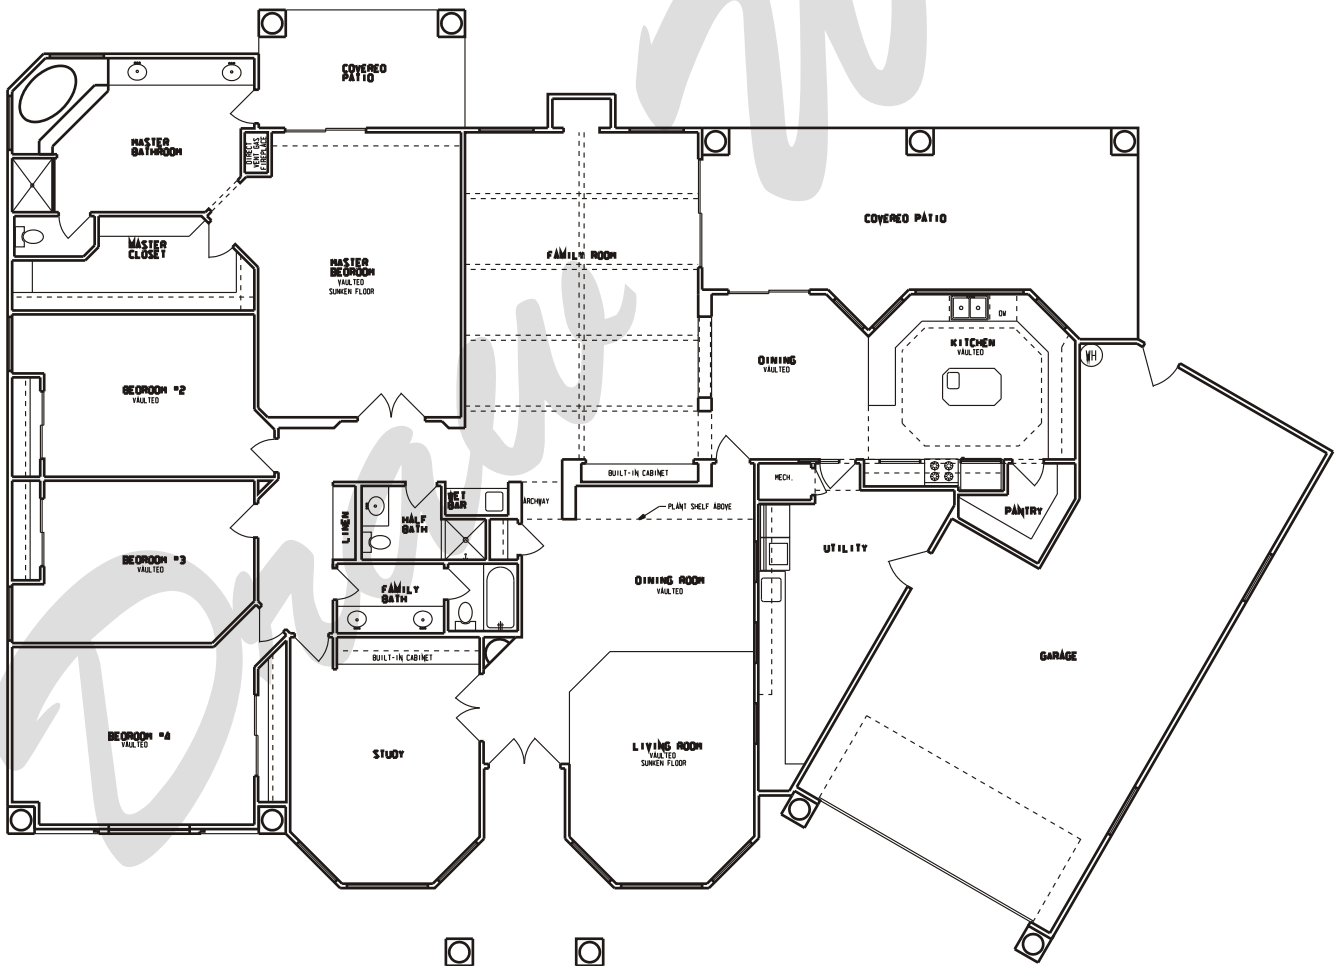 COVERED
PATIO
MASTER
BATHROOM
DIRECT
VENT GAS
FIREPLACE
COVERED PATIO
MASTER
CLOSET
FAMILY ROOM
MASTER
BEDROOM
VAULTED
SUNKEN FLOOR
DW
KITCHEN
VAULTED
WH
DINING
VAULTED
BEDROOM #2
VAULTED
BUILT-IN CABINET
MECH.
WET
BAR
ARCHWAY
PLANT SHELF ABOVE
PANTRY
LINEN
HALF
BATH
UTILITY
BEDROOM #3
VAULTED
DINING ROOM
VAULTED
FAMILY
BATH
BUILT-IN CABINET
GARAGE
BEDROOM #4
VAULTED
STUDY
LIVING ROOM
VAULTED
SUNKEN FLOOR
Draw W